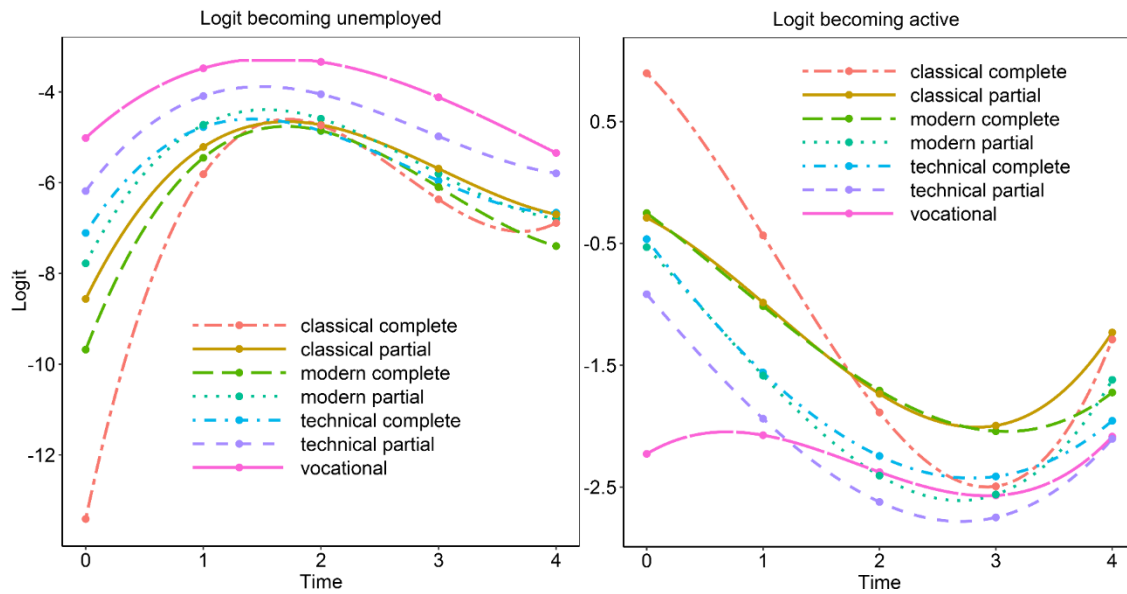 Logit becoming unemployed
Logit
-4
-6
-8
-10
-12
classical complete
classical partial
modern complete
modern partial
technical complete
technical partial
vocational
0 1 2 3 4
Time
Logit becoming active
0.5
-0.5
-1.5
-2.5
classical complete
classical partial
modern complete
modern partial
technical complete
technical partial
vocational
0 1 2 3 4
Time